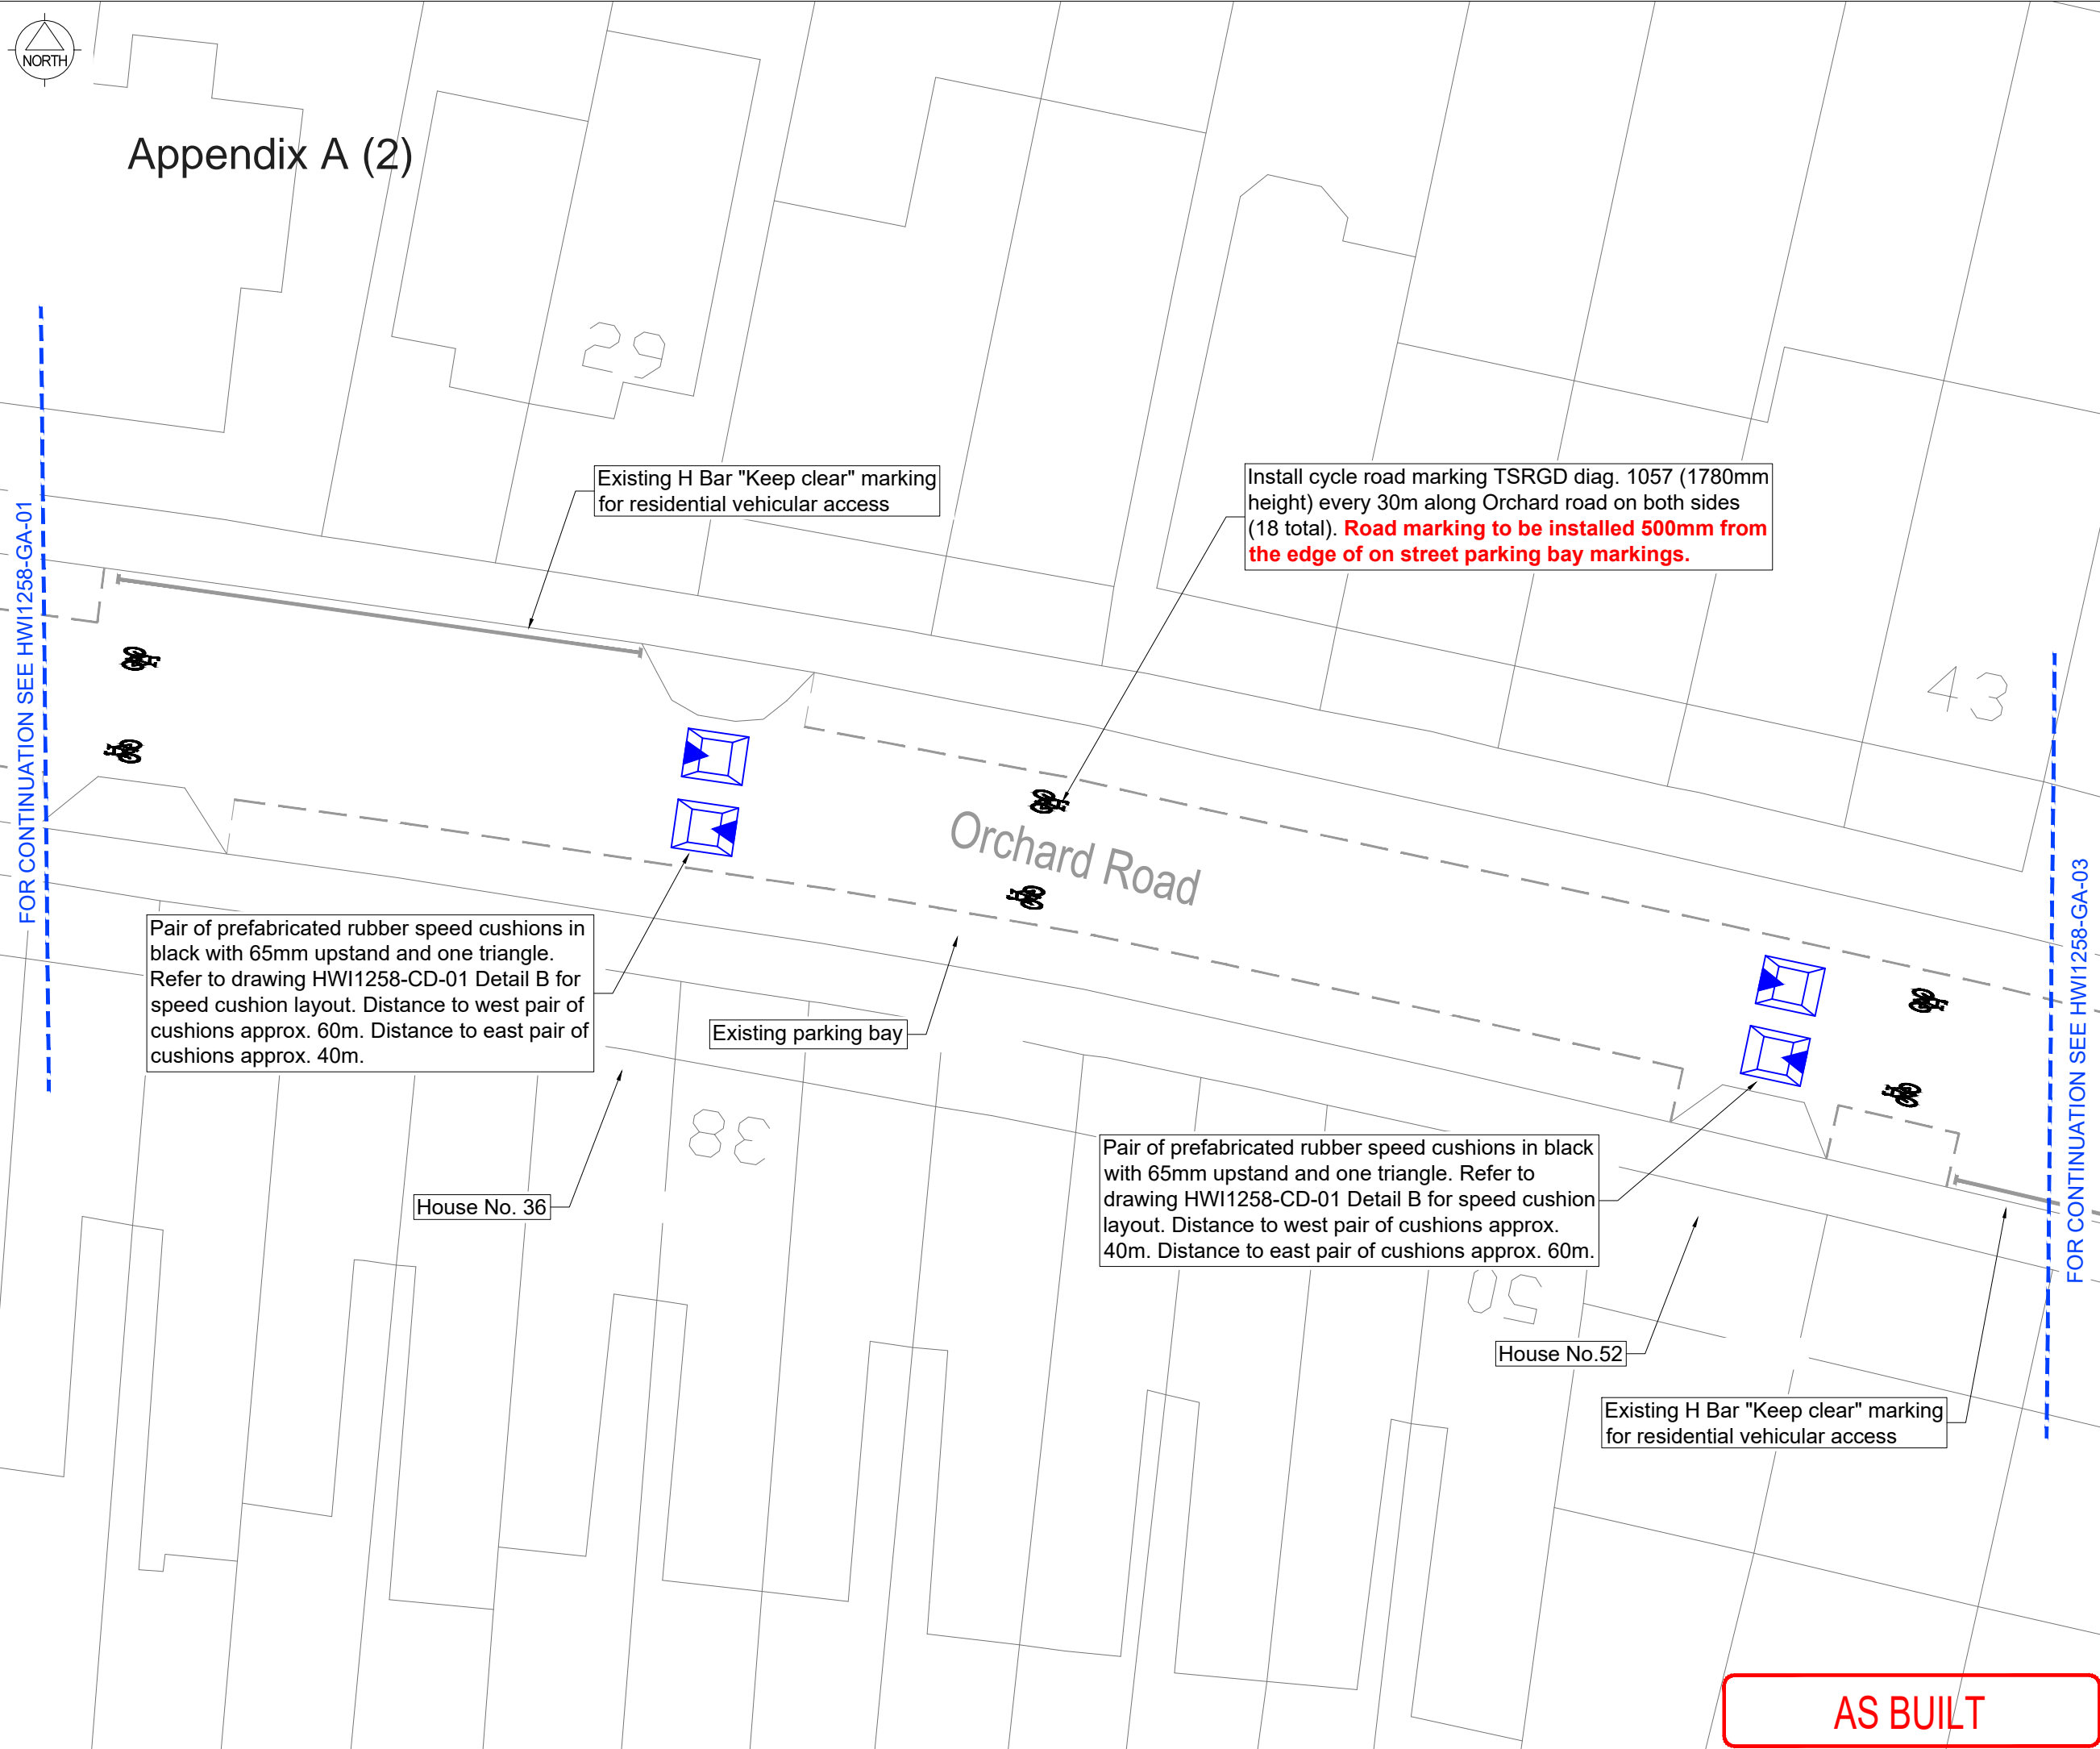 NORTH
Appendix A (2)
29
Existing H Bar "Keep clear" marking
for residential vehicular access
Install cycle road marking TSRGD diag. 1057 (1780mm
height) every 30m along Orchard road on both sides
(18 total). Road marking to be installed 500mm from
the edge of on street parking bay markings.
FOR CONTINUATION SEE HWI1258-GA-01
43
Orchard Road
FOR CONTINUATION SEE HWI1258-GA-03
Pair of prefabricated rubber speed cushions in
black with 65mm upstand and one triangle.
Refer to drawing HWI1258-CD-01 Detail B for
speed cushion layout. Distance to west pair of
cushions approx. 60m. Distance to east pair of
cushions approx. 40m.
Existing parking bay
38
House No. 36
Pair of prefabricated rubber speed cushions in black
with 65mm upstand and one triangle. Refer to
drawing HWI1258-CD-01 Detail B for speed cushion
layout. Distance to west pair of cushions approx.
40m. Distance to east pair of cushions approx. 60m.
50
House No.52
Existing H Bar "Keep clear" marking
for residential vehicular access
AS BUILT